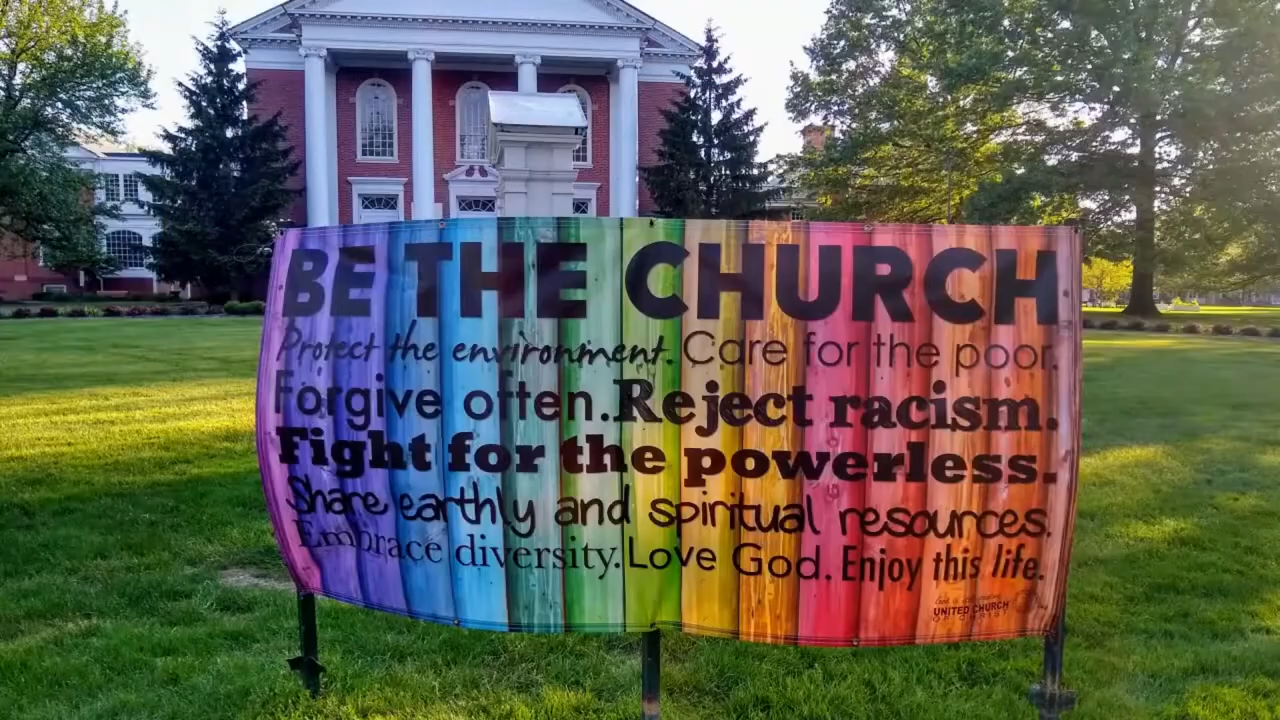 BE THE CHURCH
Protect the environment. Care for the poor.
Forgive often. Reject racism.
Fight for the powerless.
Share earthly and spiritual resources.
Embrace diversity. Love God. Enjoy this life.
UNITED CHURCH
OF CHRIST